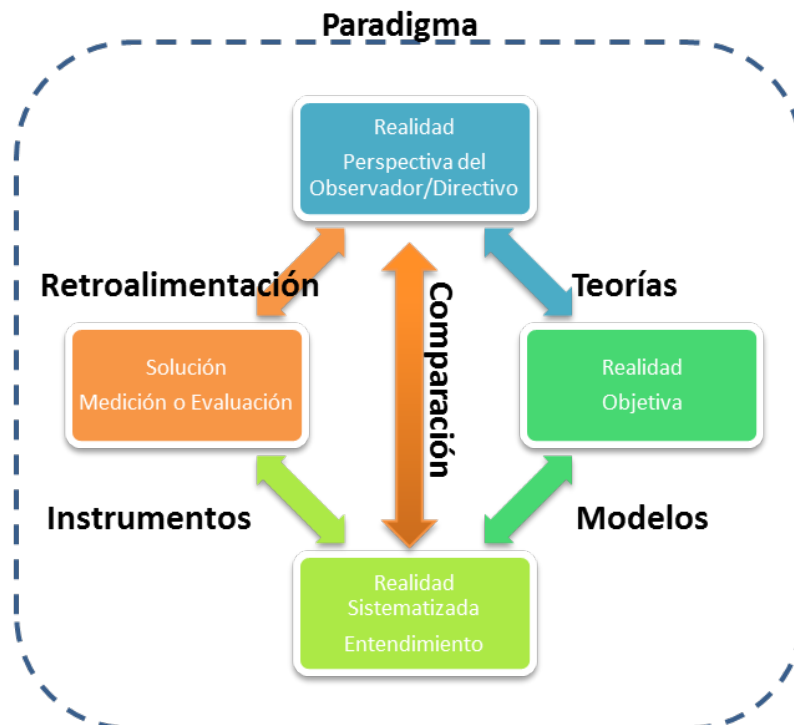 Paradigma
Realidad
Perspectiva del
Observador/Directivo
Retroalimentación
Comparación
Teorías
Solución
Medición o Evaluación
Realidad
Objetiva
Instrumentos
Modelos
Realidad
Sistematizada
Entendimiento